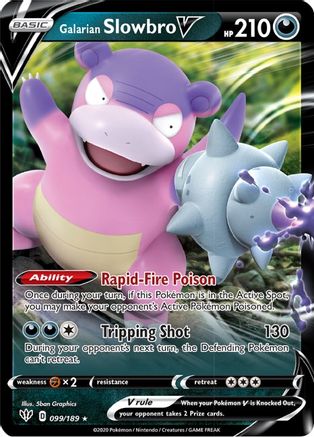 BASIC
Galarian Slowbro V HP 210
Ability Rapid-Fire Poison
Once during your turn, if this Pokémon is in the Active Spot,
you may make your opponent's Active Pokémon Poisoned.
Tripping Shot 130
During your opponent's next turn, the Defending Pokémon
can't retreat.
weakness ×2 resistance retreat
Illus. 5ban Graphics
D 099/189 ★
V rule When your Pokémon V is Knocked Out,
your opponent takes 2 Prize cards.
©2020 Pokémon / Nintendo / Creatures / GAME FREAK